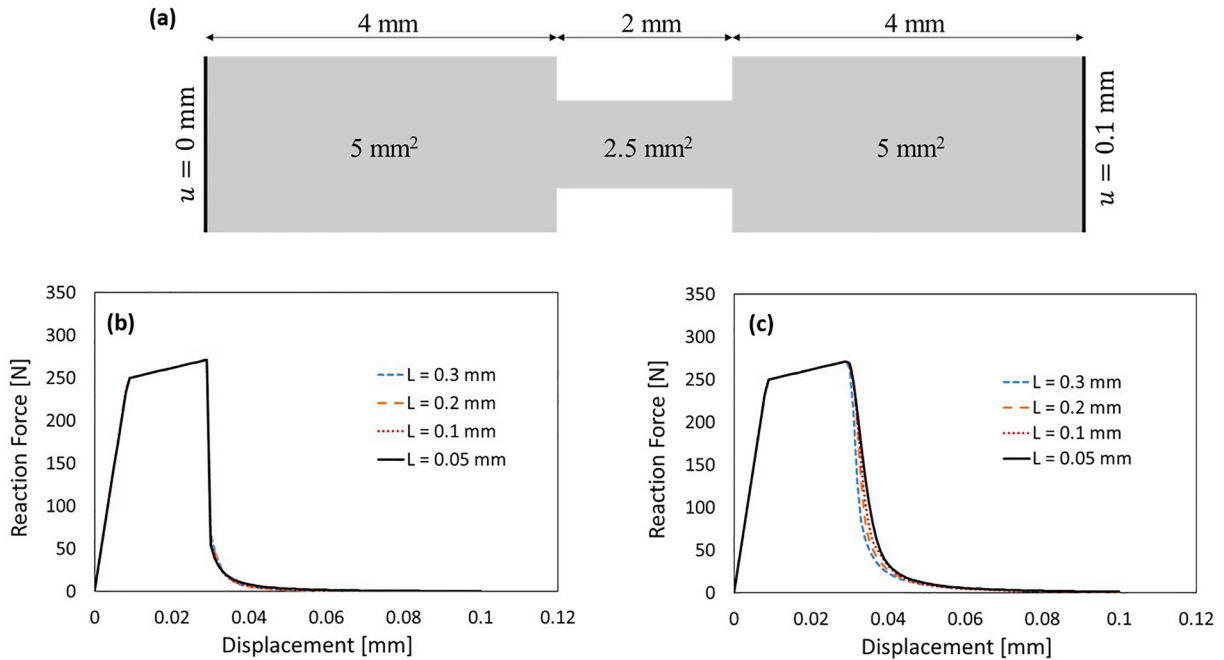 (a)
4 mm 2 mm 4 mm
u = 0 mm
5 mm² 2.5 mm² 5 mm²
u = 0.1 mm
(b)
Reaction Force [N]
350
300
250
200
150
100
50
0
L = 0.3 mm
L = 0.2 mm
L = 0.1 mm
L = 0.05 mm
0 0.02 0.04 0.06 0.08 0.1 0.12
Displacement [mm]
(c)
Reaction Force [N]
350
300
250
200
150
100
50
0
L = 0.3 mm
L = 0.2 mm
L = 0.1 mm
L = 0.05 mm
0 0.02 0.04 0.06 0.08 0.1 0.12
Displacement [mm]